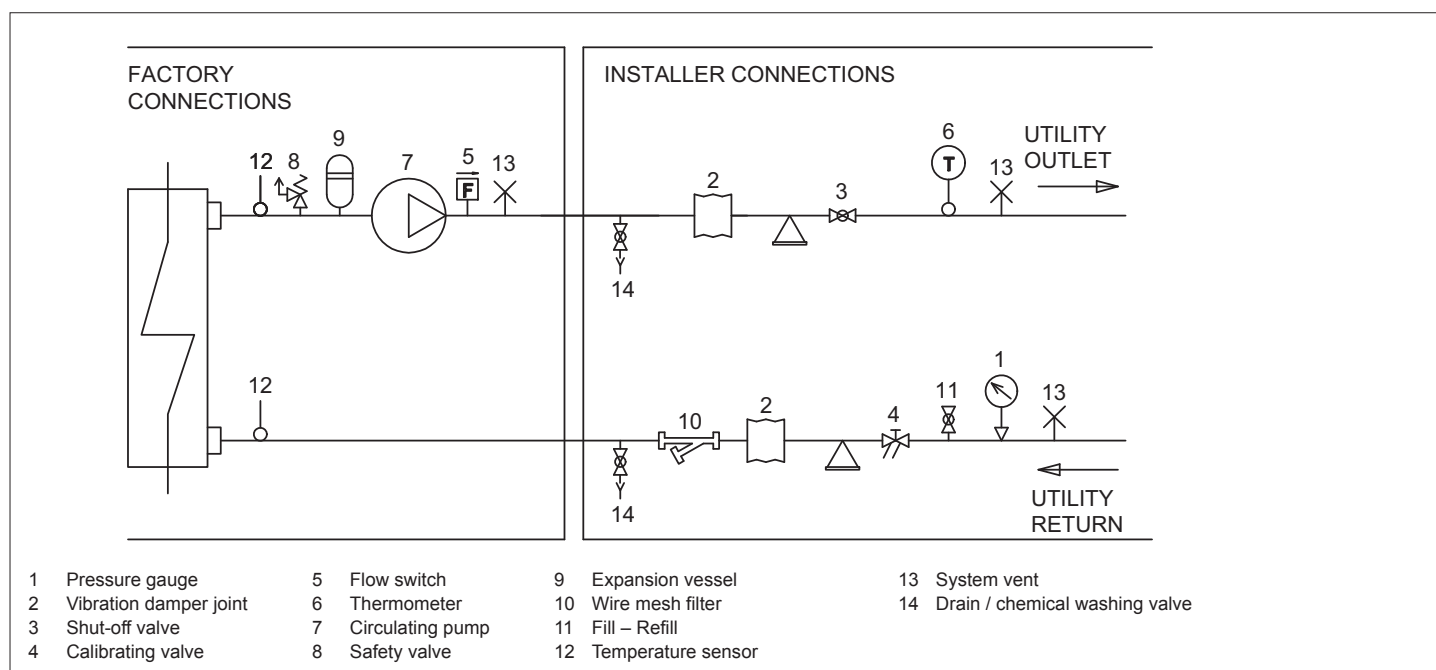 FACTORY
CONNECTIONS
INSTALLER CONNECTIONS
12
8
9
7
5
F
13
2
3
6
T
13
UTILITY
OUTLET
14
12
14
10
2
4
11
1
13
UTILITY
RETURN
1 Pressure gauge
2 Vibration damper joint
3 Shut-off valve
4 Calibrating valve
5 Flow switch
6 Thermometer
7 Circulating pump
8 Safety valve
9 Expansion vessel
10 Wire mesh filter
11 Fill – Refill
12 Temperature sensor
13 System vent
14 Drain / chemical washing valve